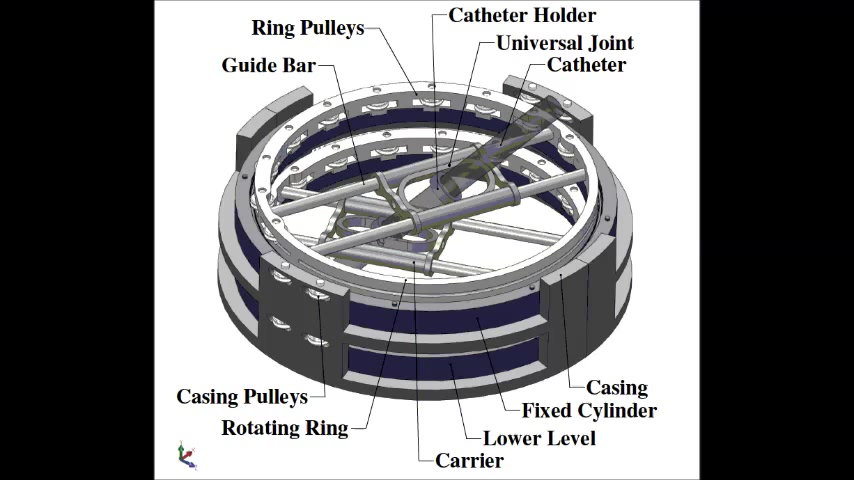 Catheter Holder
Ring Pulleys
Universal Joint
Guide Bar
Catheter
Casing Pulleys
Casing
Fixed Cylinder
Rotating Ring
Lower Level
Carrier